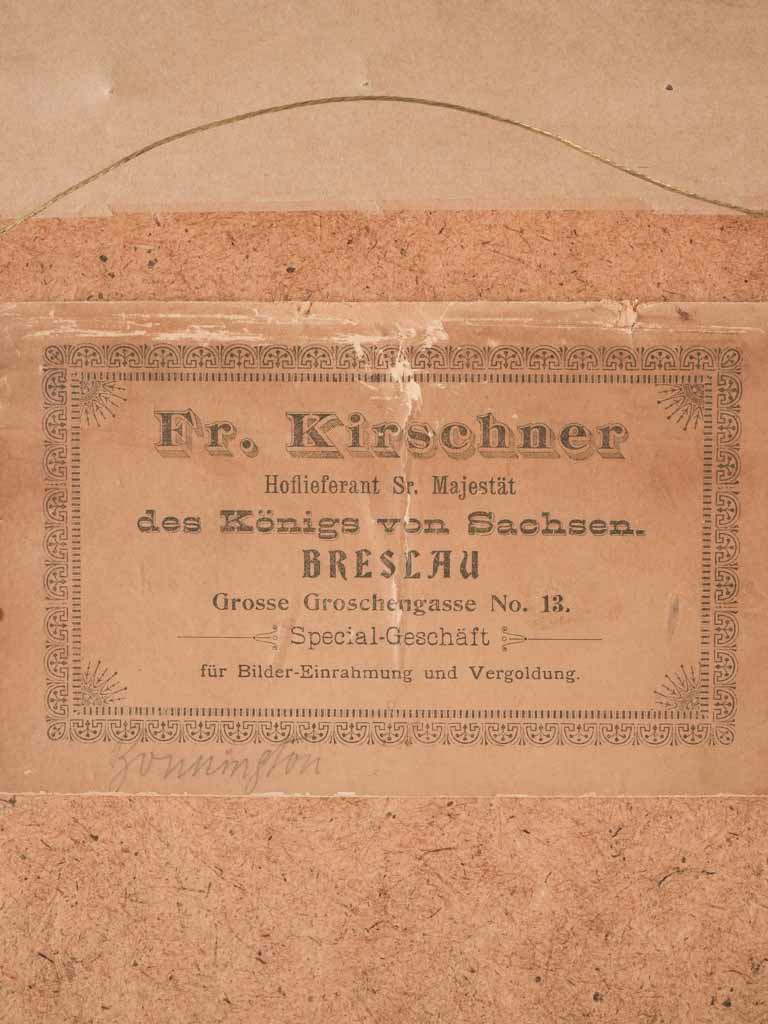 Fr. Kirschner
Hoflieferant Sr. Majestät
des Königs von Sachsen.
BRESLAU
Grosse Groschengasse No. 13.
Special-Geschäft
für Bilder-Einrahmung und Vergoldung.